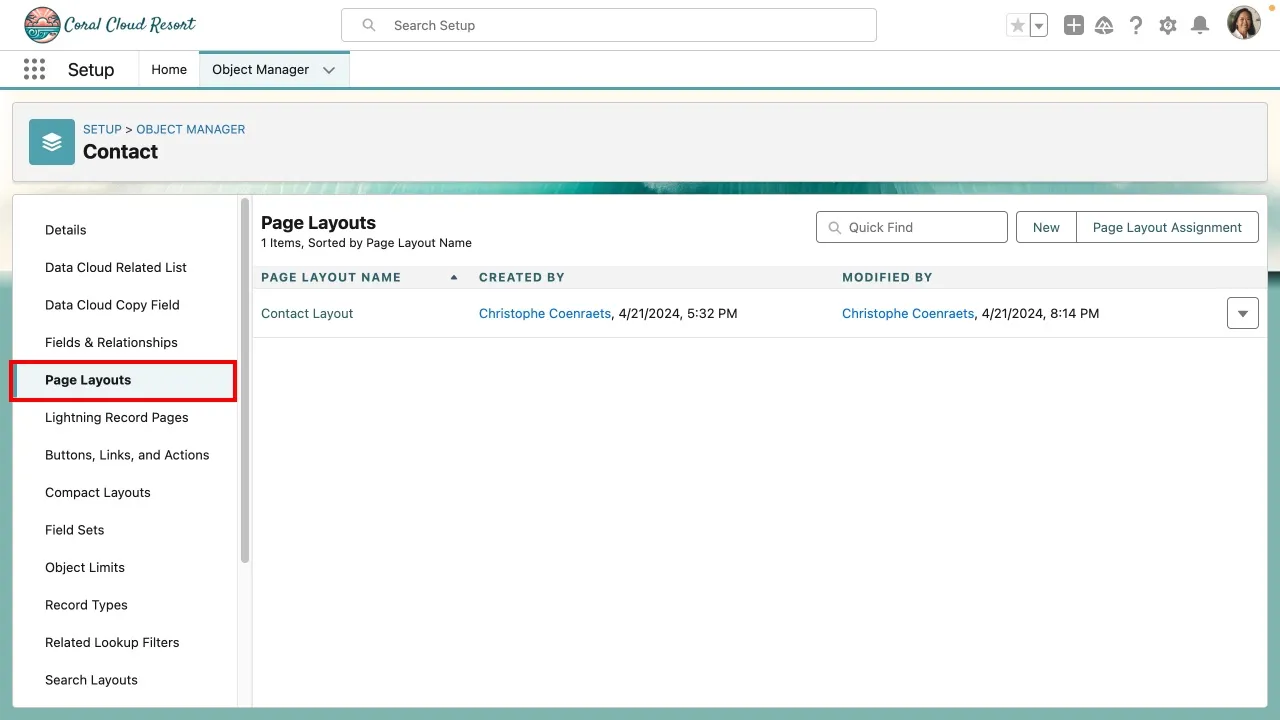 Coral Cloud Resort
Search Setup
Setup
Home
Object Manager
SETUP > OBJECT MANAGER
Contact
Details
Data Cloud Related List
Data Cloud Copy Field
Fields & Relationships
Page Layouts
Lightning Record Pages
Buttons, Links, and Actions
Compact Layouts
Field Sets
Object Limits
Record Types
Related Lookup Filters
Search Layouts
Page Layouts
1 Items, Sorted by Page Layout Name
Quick Find
New
Page Layout Assignment
PAGE LAYOUT NAME CREATED BY MODIFIED BY
Contact Layout Christophe Coenraets, 4/21/2024, 5:32 PM Christophe Coenraets, 4/21/2024, 8:14 PM